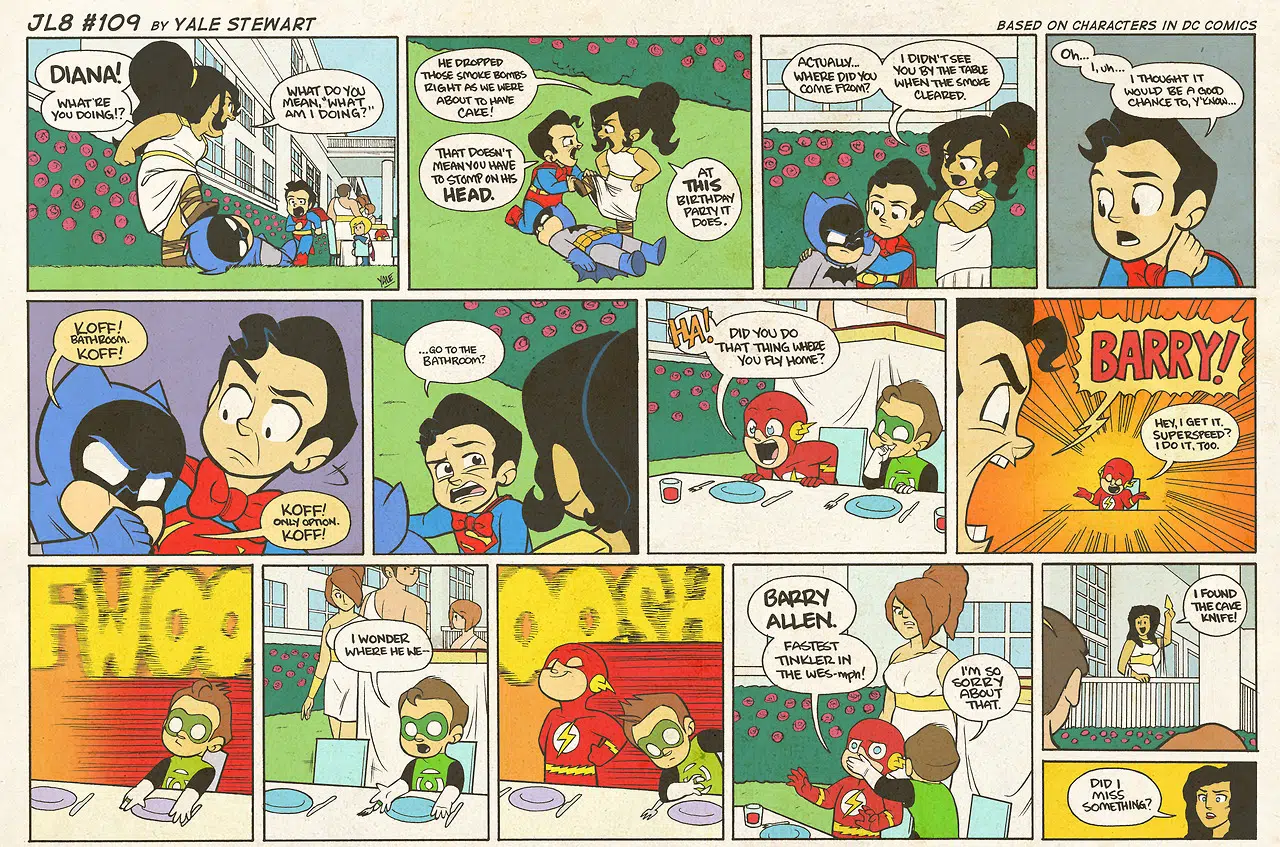 JL8 #109 BY YALE STEWART
BASED ON CHARACTERS IN DC COMICS
DIANA!
WHAT'RE
YOU DOING!?
WHAT DO YOU
MEAN, "WHAT
AM I DOING?"
YALE
HE DROPPED
THOSE SMOKE BOMBS
RIGHT AS WE WERE
ABOUT TO HAVE
CAKE!
THAT DOESN'T
MEAN YOU HAVE
TO STOMP ON HIS
HEAD.
AT
THIS
BIRTHDAY
PARTY IT
DOES.
ACTUALLY...
WHERE DID YOU
COME FROM?
I DIDN'T SEE
YOU BY THE TABLE
WHEN THE SMOKE
CLEARED.
Oh...
I, uh...
I THOUGHT IT
WOULD BE A GOOD
CHANCE TO, Y'KNOW...
KOFF!
BATHROOM.
KOFF!
KOFF!
ONLY OPTION.
KOFF!
...GO TO THE
BATHROOM?
HA!
DID YOU DO
THAT THING WHERE
YOU FLY HOME?
BARRY!
HEY, I GET IT.
SUPERSPEED?
I DO IT, TOO.
FWOO
I WONDER
WHERE HE WE--
OOSH
BARRY
ALLEN.
FASTEST
TINKLER IN
THE WES-mph!
I'M SO
SORRY
ABOUT
THAT.
I FOUND
THE CAKE
KNIFE!
DID I
MISS
SOMETHING?